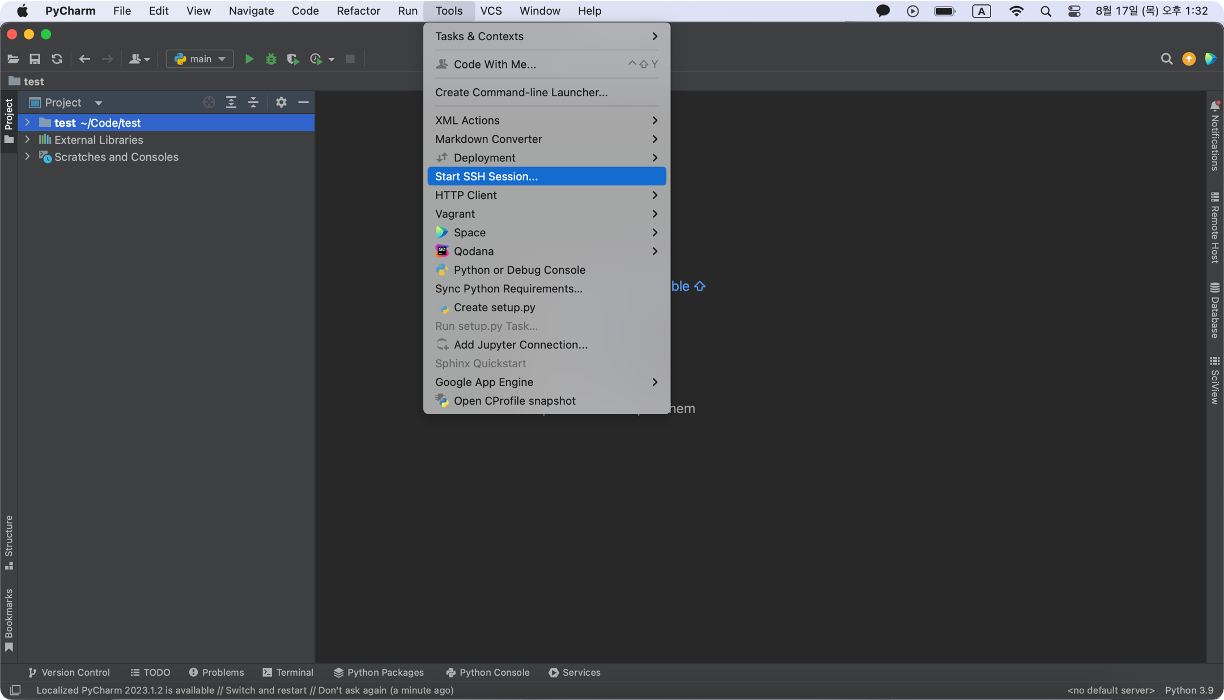 PyCharm File Edit View Navigate Code Refactor Run Tools VCS Window Help A 8월 17일 (목) 오후 1:32
main
test
Project
test ~/Code/test
External Libraries
Scratches and Consoles
Project
Structure
Bookmarks
Tasks & Contexts
Code With Me... ^⇧Y
Create Command-line Launcher...
XML Actions
Markdown Converter
Deployment
Start SSH Session...
HTTP Client
Vagrant
Space
Qodana
Python or Debug Console
Sync Python Requirements...
Create setup.py
Run setup.py Task...
Add Jupyter Connection...
Sphinx Quickstart
Google App Engine
Open CProfile snapshot
Notifications
Remote Host
Database
SciView
Version Control TODO Problems Terminal Python Packages Python Console Services
Localized PyCharm 2023.1.2 is available // Switch and restart // Don't ask again (a minute ago) <no default server> Python 3.9